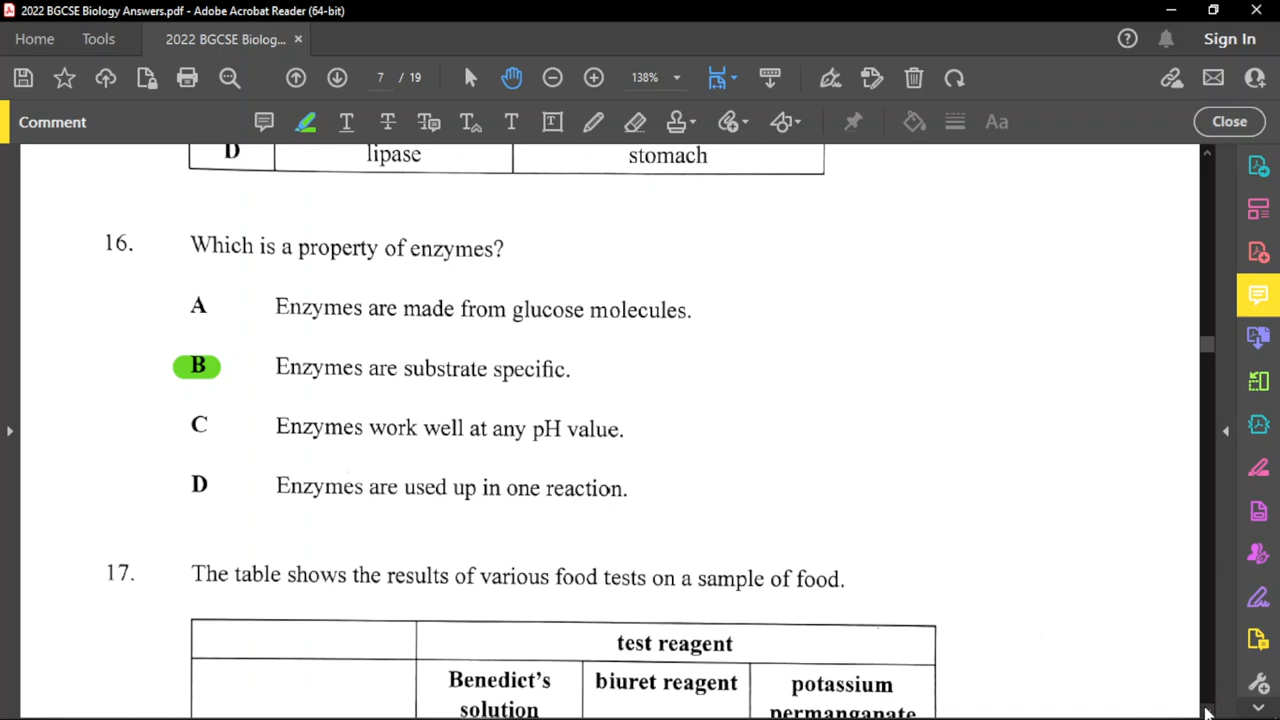 2022 BGCSE Biology Answers.pdf - Adobe Acrobat Reader (64-bit)
Home Tools 2022 BGCSE Biolog... × Sign In
7 / 19 138%
Comment Close
D lipase stomach
16. Which is a property of enzymes?
A Enzymes are made from glucose molecules.
B Enzymes are substrate specific.
C Enzymes work well at any pH value.
D Enzymes are used up in one reaction.
17. The table shows the results of various food tests on a sample of food.
test reagent
Benedict's biuret reagent potassium
solution permanganate